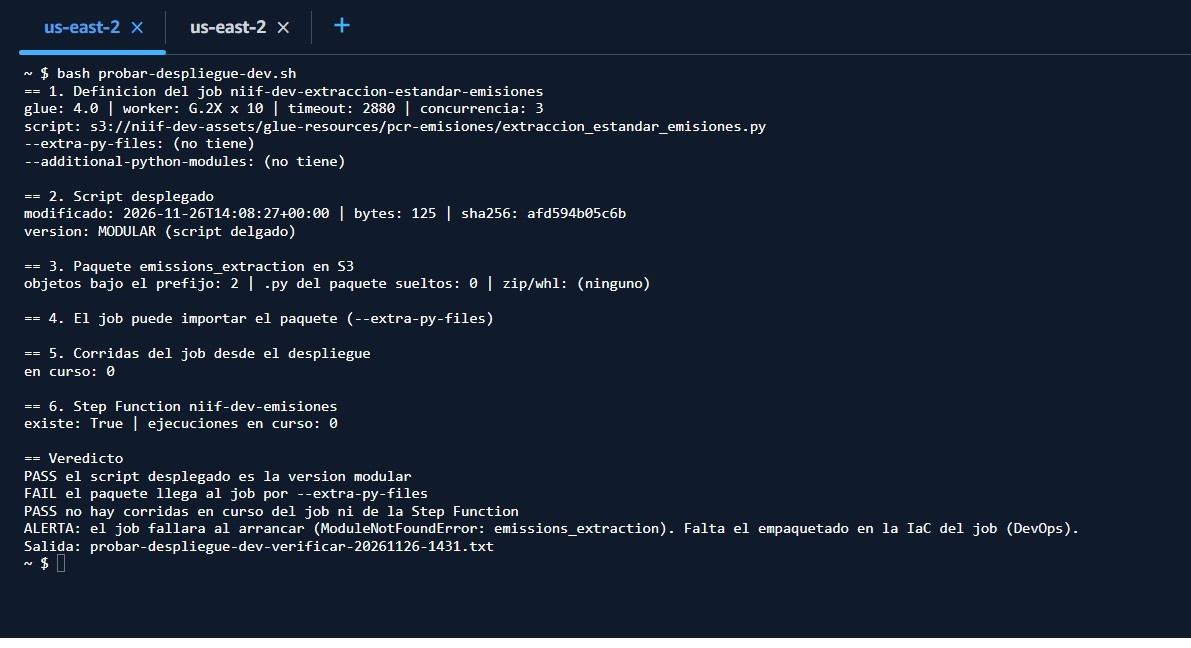 us-east-2 × us-east-2 × +
~ $ bash probar-despliegue-dev.sh
== 1. Definicion del job niif-dev-extraccion-estandar-emisiones
glue: 4.0 | worker: G.2X x 10 | timeout: 2880 | concurrencia: 3
script: s3://niif-dev-assets/glue-resources/pcr-emisiones/extraccion_estandar_emisiones.py
--extra-py-files: (no tiene)
--additional-python-modules: (no tiene)

== 2. Script desplegado
modificado: 2026-11-26T14:08:27+00:00 | bytes: 125 | sha256: afd594b05c6b
version: MODULAR (script delgado)

== 3. Paquete emissions_extraction en S3
objetos bajo el prefijo: 2 | .py del paquete sueltos: 0 | zip/whl: (ninguno)

== 4. El job puede importar el paquete (--extra-py-files)

== 5. Corridas del job desde el despliegue
en curso: 0

== 6. Step Function niif-dev-emisiones
existe: True | ejecuciones en curso: 0

== Veredicto
PASS el script desplegado es la version modular
FAIL el paquete llega al job por --extra-py-files
PASS no hay corridas en curso del job ni de la Step Function
ALERTA: el job fallara al arrancar (ModuleNotFoundError: emissions_extraction). Falta el empaquetado en la IaC del job (DevOps).
Salida: probar-despliegue-dev-verificar-20261126-1431.txt
~ $